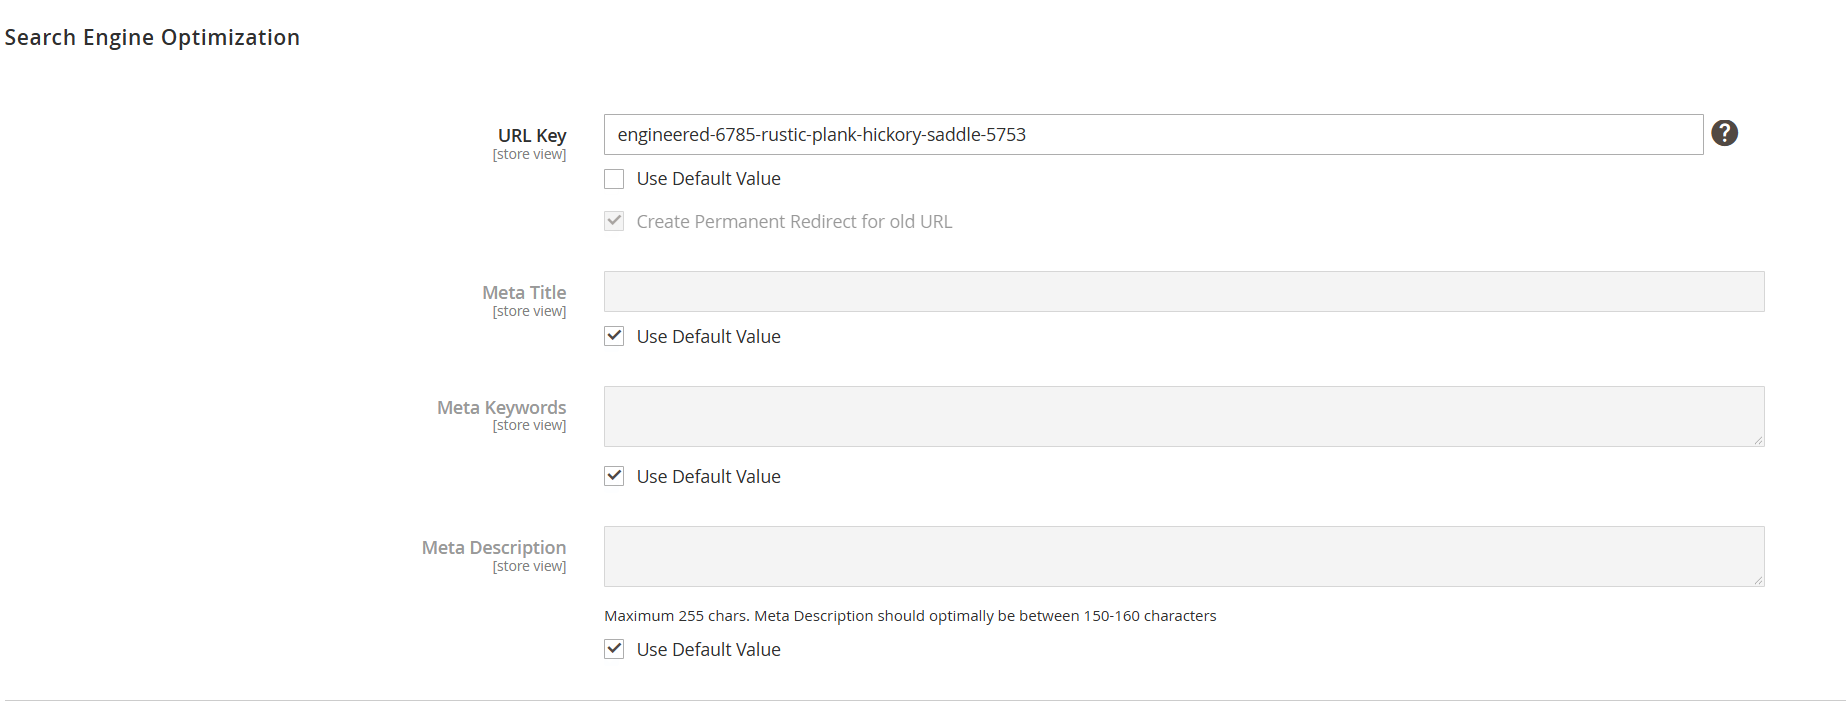 Search Engine Optimization
URL Key
[store view]
engineered-6785-rustic-plank-hickory-saddle-5753
?
Use Default Value
Create Permanent Redirect for old URL
Meta Title
[store view]
Use Default Value
Meta Keywords
[store view]
Use Default Value
Meta Description
[store view]
Maximum 255 chars. Meta Description should optimally be between 150-160 characters
Use Default Value